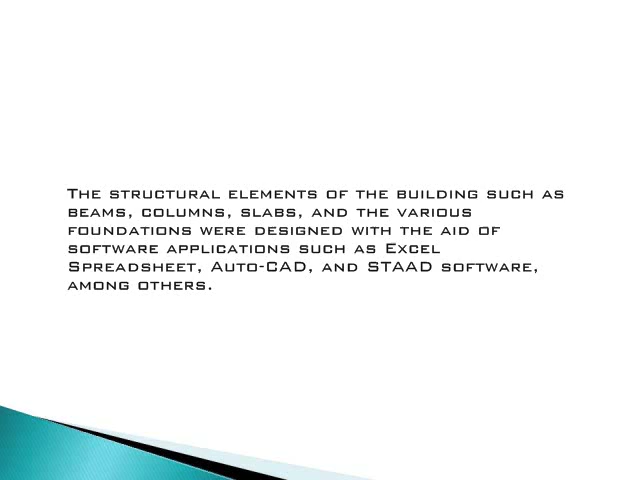 The structural elements of the building such as
beams, columns, slabs, and the various
foundations were designed with the aid of
software applications such as Excel
Spreadsheet, Auto-CAD, and STAAD software,
among others.